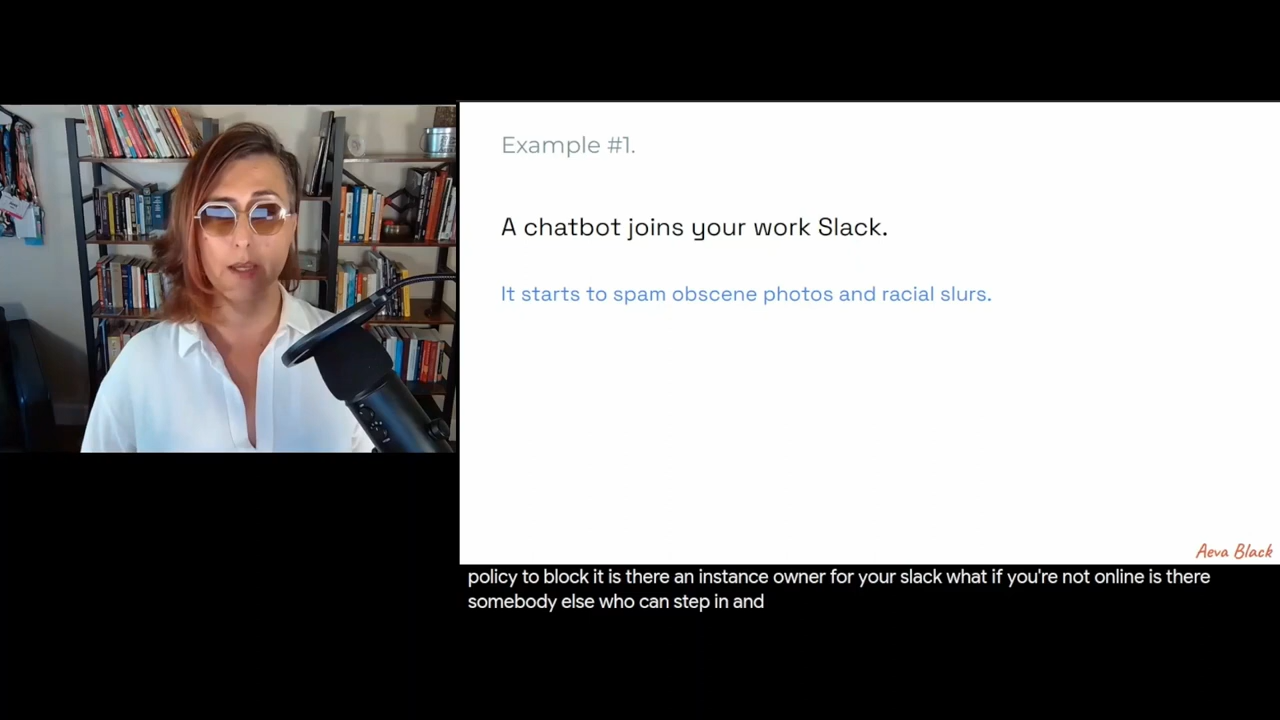 Example #1.
A chatbot joins your work Slack.
It starts to spam obscene photos and racial slurs.
Aeva Black
policy to block it is there an instance owner for your slack what if you're not online is there
somebody else who can step in and